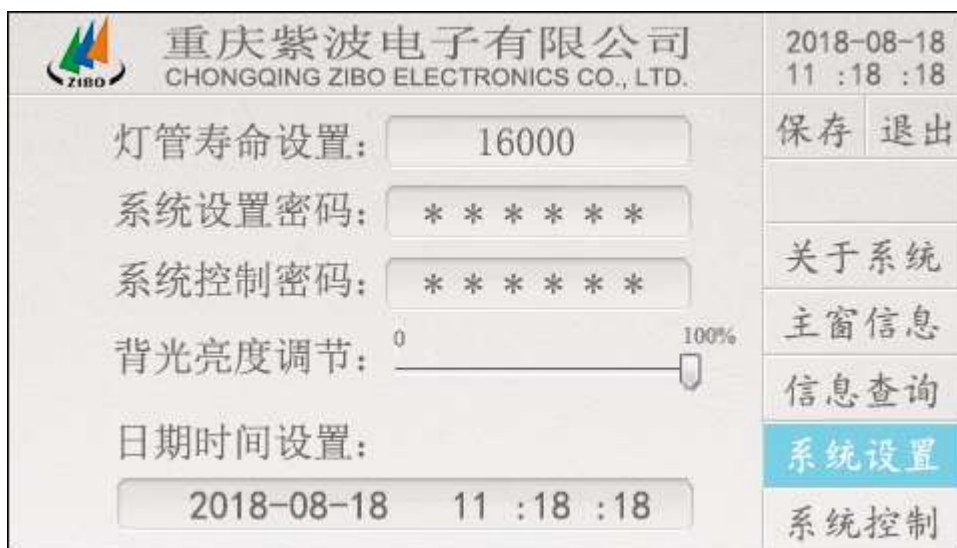 重庆紫波电子有限公司
CHONGQING ZIBO ELECTRONICS CO., LTD.
ZIBO
2018-08-18
11 :18 :18
保存 退出
灯管寿命设置: 16000
系统设置密码: * * * * * *
系统控制密码: * * * * * *
背光亮度调节: 0 100%
日期时间设置:
2018-08-18 11 :18 :18
关于系统
主窗信息
信息查询
系统设置
系统控制